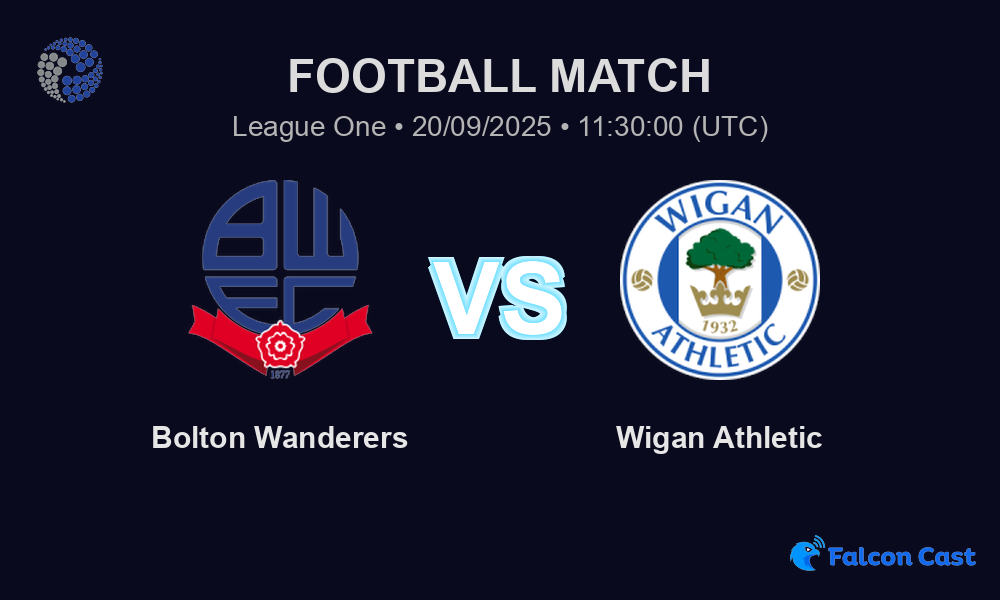 FOOTBALL MATCH
League One • 20/09/2025 • 11:30:00 (UTC)
BW
FC
1877
VS
WIGAN
1932
ATHLETIC
Bolton Wanderers
Wigan Athletic
Falcon Cast